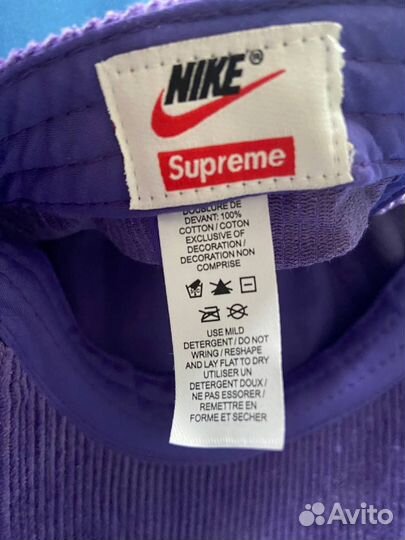 NIKE®
Supreme
DOUBLURE DE
DEVANT: 100%
COTTON / COTON
EXCLUSIVE OF
DECORATION /
DECORATION NON
COMPRISE
USE MILD
DETERGENT / DO NOT
WRING / RESHAPE
AND LAY FLAT TO DRY
UTILISER UN
DETERGENT DOUX /
NE PAS ESSORER /
REMETTRE EN
FORME ET SECHER
Avito